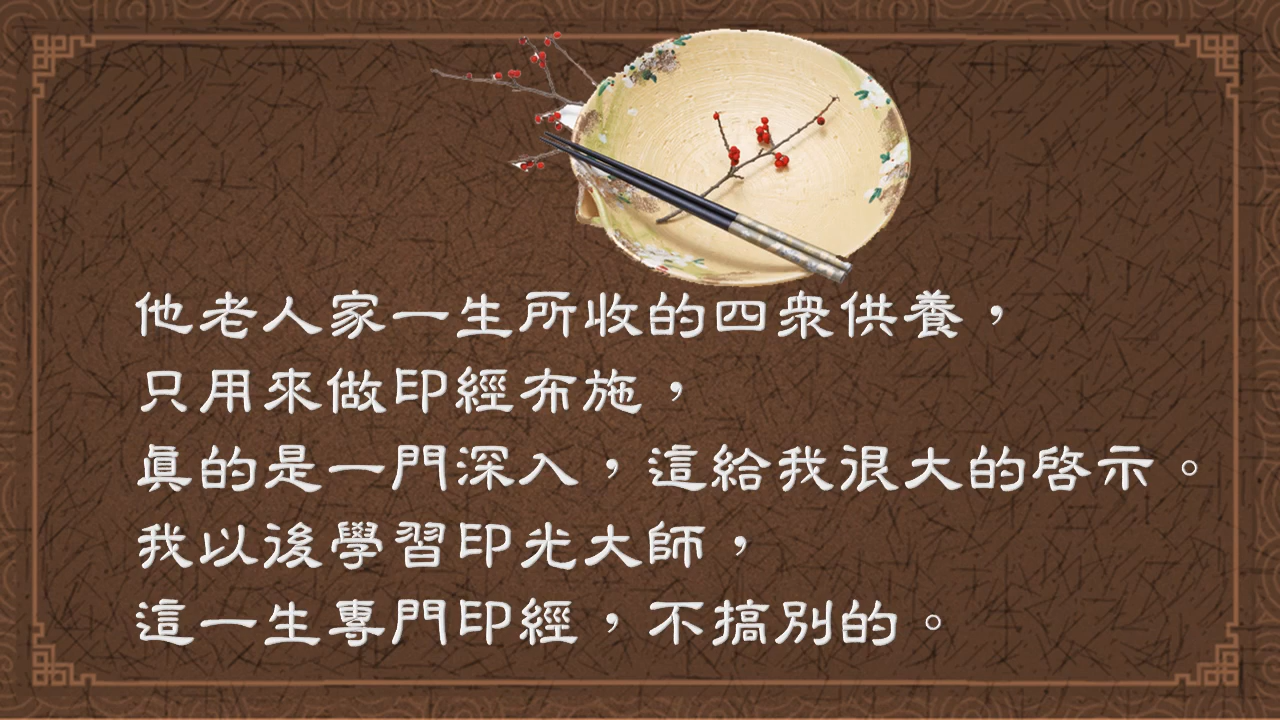 他老人家一生所收的四衆供養，
只用來做印經布施，
眞的是一門深入，這給我很大的啓示。
我以後學習印光大師，
這一生專門印經，不搞別的。